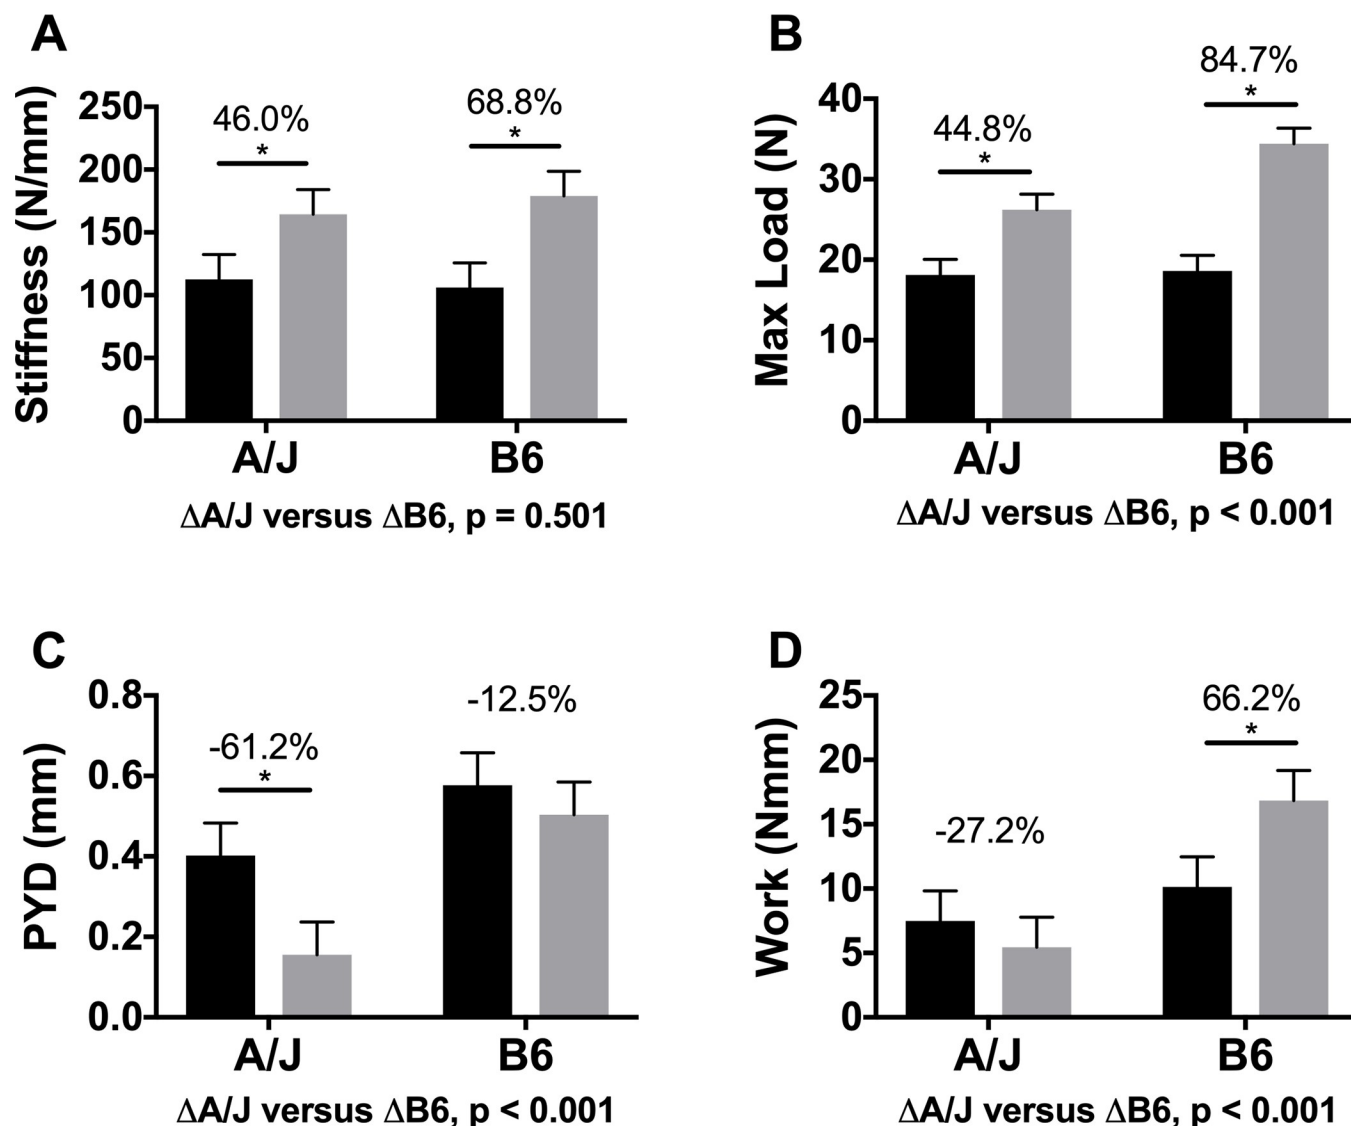 A
Stiffness (N/mm)
250
200
150
100
50
0
46.0%
*
68.8%
*
A/J
B6
ΔA/J versus ΔB6, p = 0.501
B
Max Load (N)
40
30
20
10
0
44.8%
*
84.7%
*
A/J
B6
ΔA/J versus ΔB6, p < 0.001
C
PYD (mm)
0.8
0.6
0.4
0.2
0.0
-61.2%
*
-12.5%
A/J
B6
ΔA/J versus ΔB6, p < 0.001
D
Work (Nmm)
25
20
15
10
5
0
-27.2%
66.2%
*
A/J
B6
ΔA/J versus ΔB6, p < 0.001